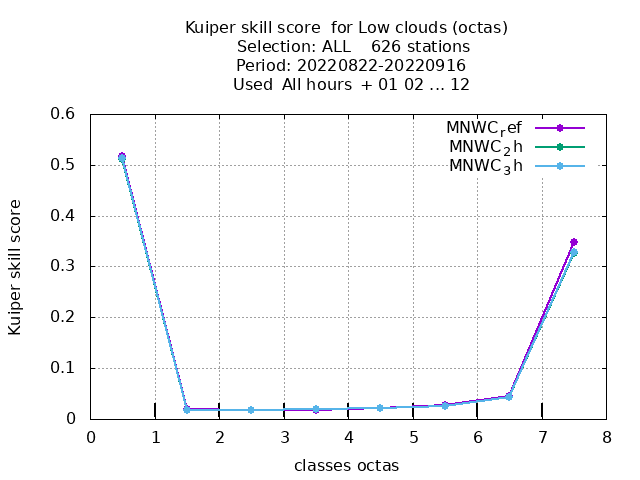 Kuiper skill score  for Low clouds (octas)
Selection: ALL    626 stations
Period: 20220822-20220916
Used  All hours  + 01 02 ... 12
MNWC_ref
MNWC_2h
MNWC_3h
0.6
0.5
0.4
0.3
0.2
0.1
0
Kuiper skill score
0 1 2 3 4 5 6 7 8
classes octas